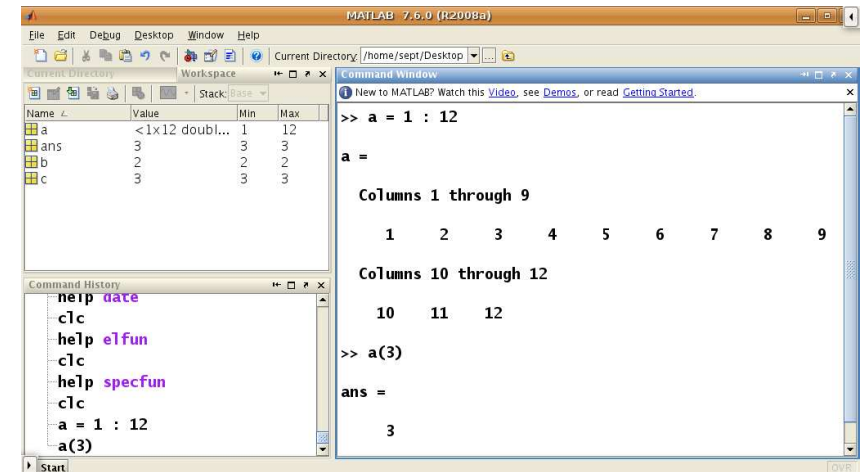 MATLAB 7.6.0 (R2008a)
File Edit Debug Desktop Window Help
Current Directory: /home/sept/Desktop
Current Directory Workspace
Stack: Base
Name Value Min Max
a <1x12 doubl... 1 12
ans 3 3 3
b 2 2 2
c 3 3 3
Command History
help date
clc
help elfun
clc
help specfun
clc
a = 1 : 12
a(3)
Command Window
New to MATLAB? Watch this Video, see Demos, or read Getting Started.
>> a = 1 : 12
a =
Columns 1 through 9
1 2 3 4 5 6 7 8 9
Columns 10 through 12
10 11 12
>> a(3)
ans =
3
Start
OVR